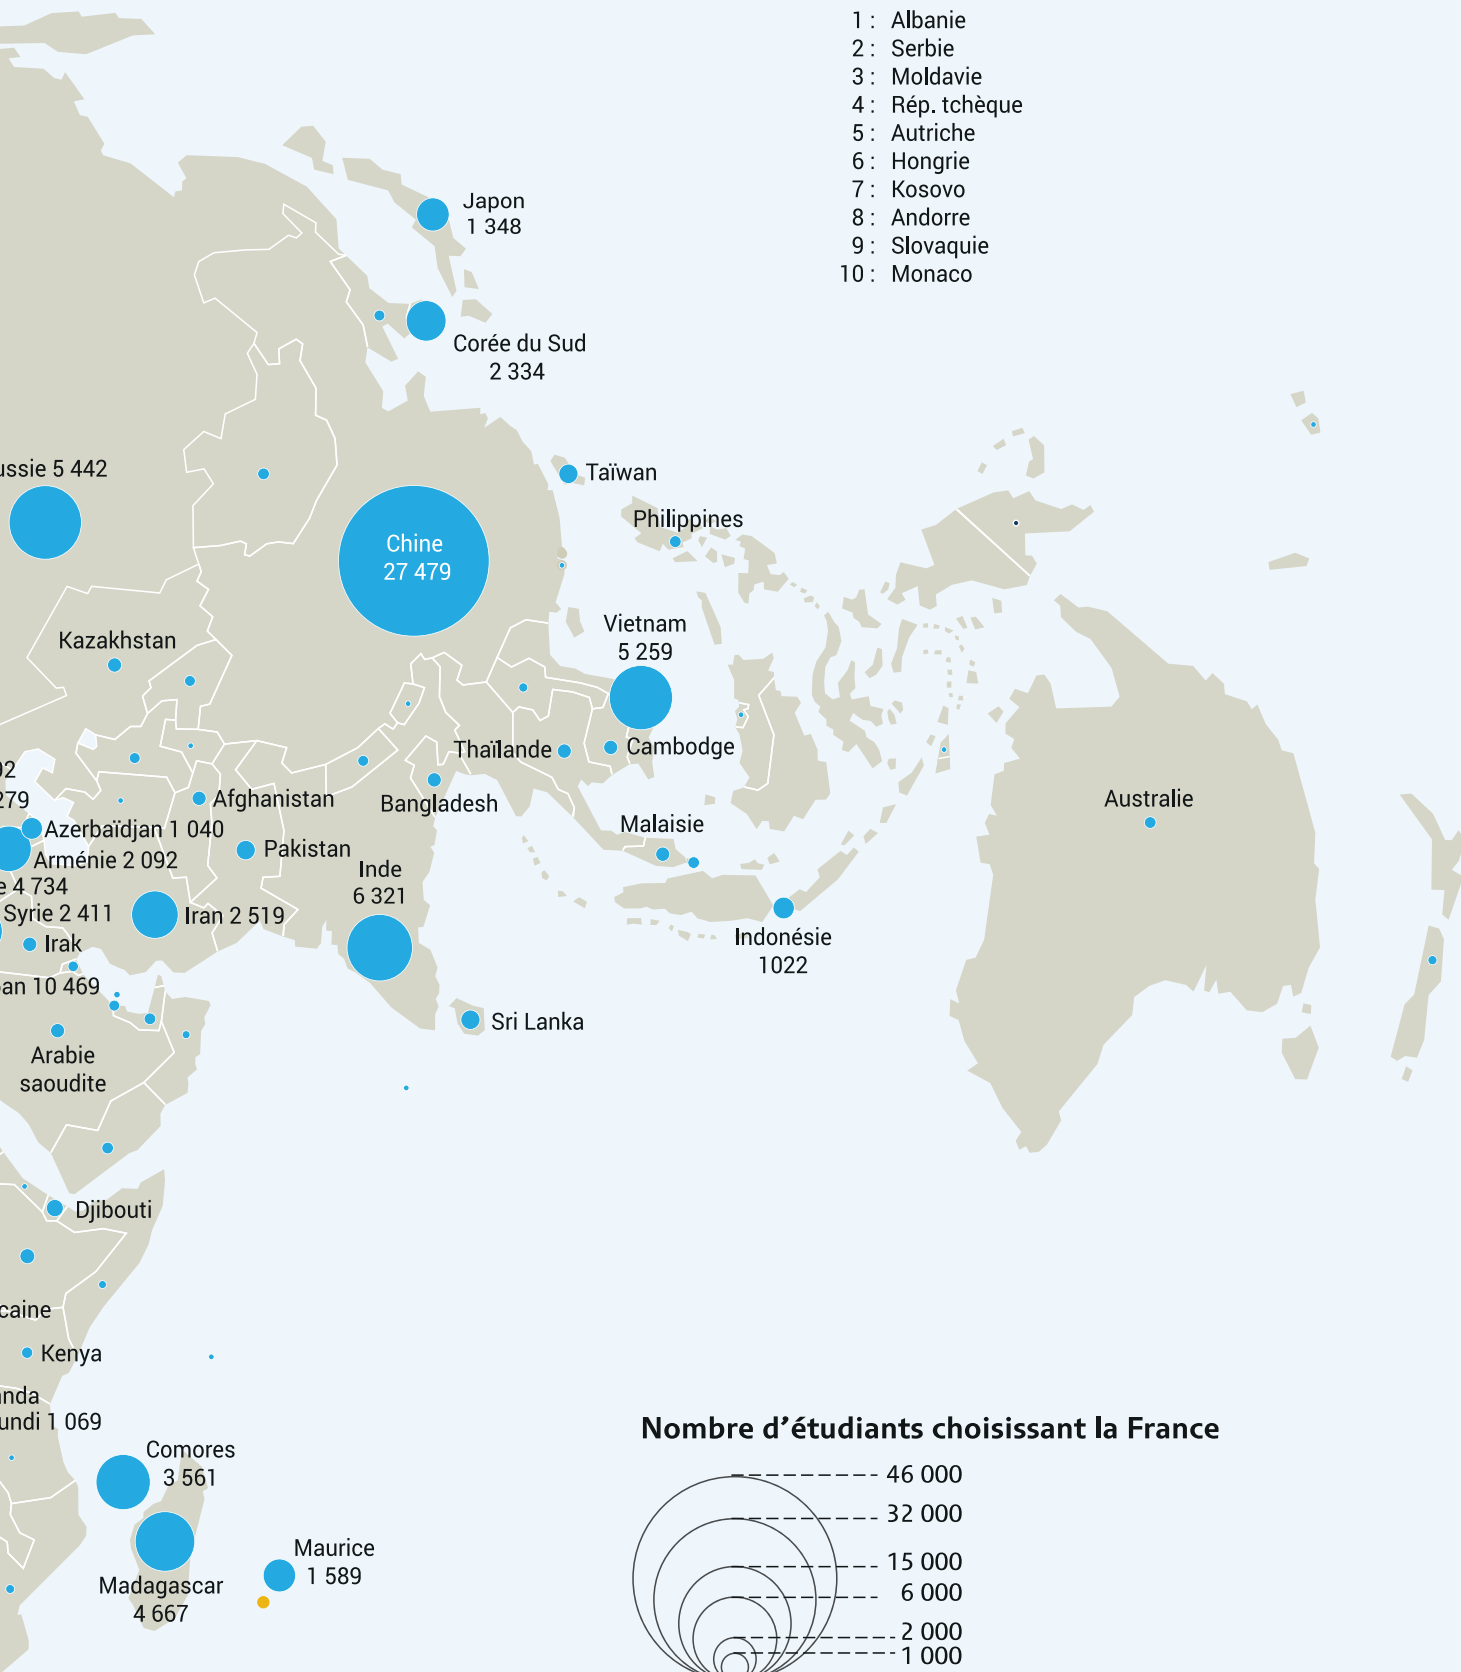 1 : Albanie
2 : Serbie
3 : Moldavie
4 : Rép. tchèque
5 : Autriche
6 : Hongrie
7 : Kosovo
8 : Andorre
9 : Slovaquie
10 : Monaco
Japon
1 348
Corée du Sud
2 334
ussie 5 442
Taïwan
Philippines
Chine
27 479
Vietnam
5 259
Kazakhstan
Thaïlande
Cambodge
92
279
Afghanistan
Bangladesh
Australie
Azerbaïdjan 1 040
Malaisie
Arménie 2 092
Pakistan
Inde
6 321
e 4 734
Syrie 2 411
Iran 2 519
Irak
Indonésie
1022
ban 10 469
Sri Lanka
Arabie
saoudite
Djibouti
caine
Kenya
anda
undi 1 069
Comores
3 561
Maurice
1 589
Madagascar
4 667
Nombre d'étudiants choisissant la France
46 000
32 000
15 000
6 000
2 000
1 000